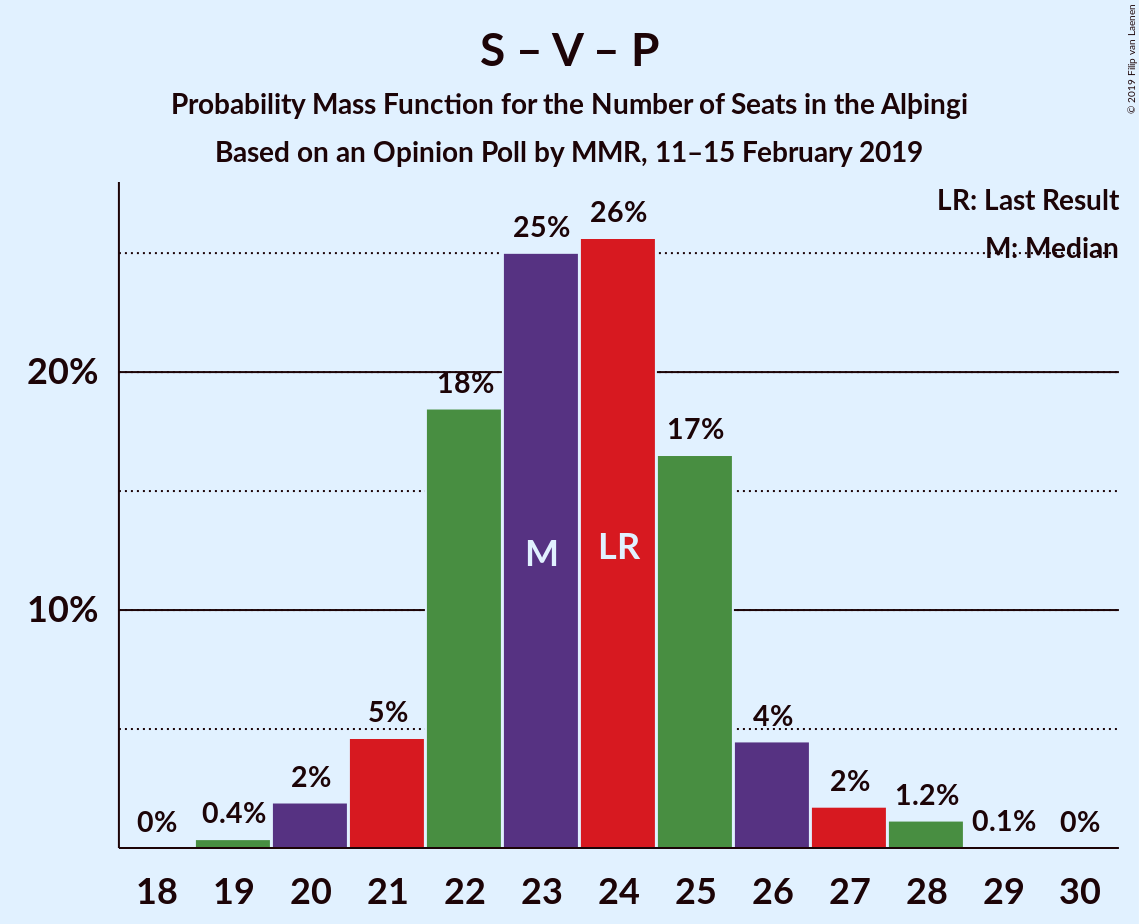 S – V – P
Probability Mass Function for the Number of Seats in the Alþingi
Based on an Opinion Poll by MMR, 11–15 February 2019
© 2019 Filip van Laenen
LR: Last Result
M: Median
20%
10%
0%
0.4%
2%
5%
18%
25%
26%
17%
4%
2%
1.2%
0.1%
0%
M
LR
18 19 20 21 22 23 24 25 26 27 28 29 30